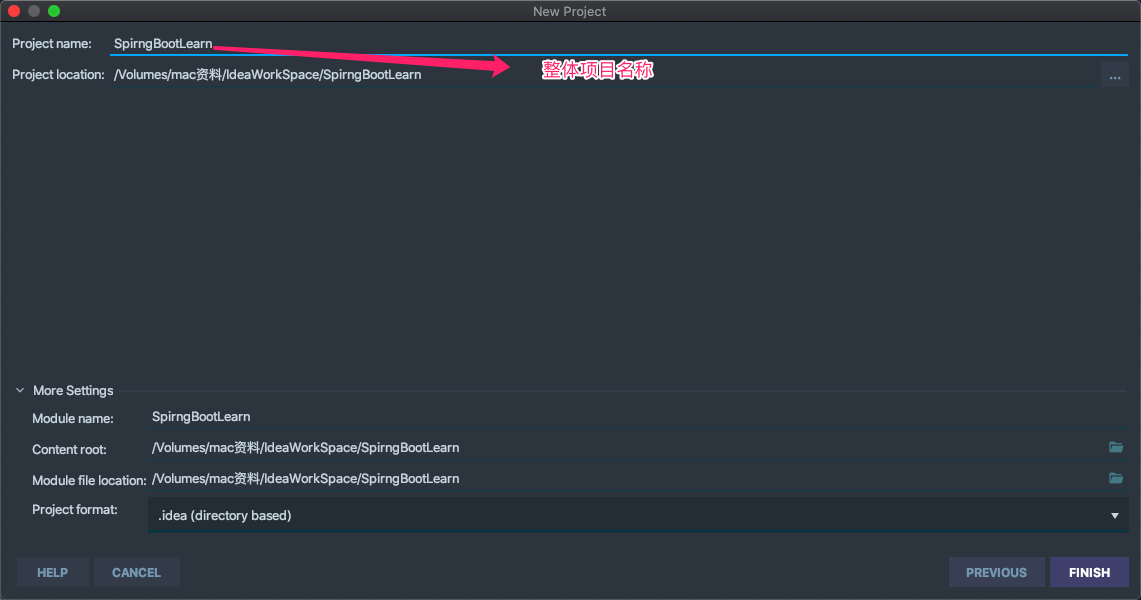 New Project
Project name: SpirngBootLearn
整体项目名称
Project location: /Volumes/mac资料/IdeaWorkSpace/SpirngBootLearn ...
More Settings
Module name: SpirngBootLearn
Content root: /Volumes/mac资料/IdeaWorkSpace/SpirngBootLearn
Module file location: /Volumes/mac资料/IdeaWorkSpace/SpirngBootLearn
Project format: .idea (directory based)
HELP CANCEL PREVIOUS FINISH